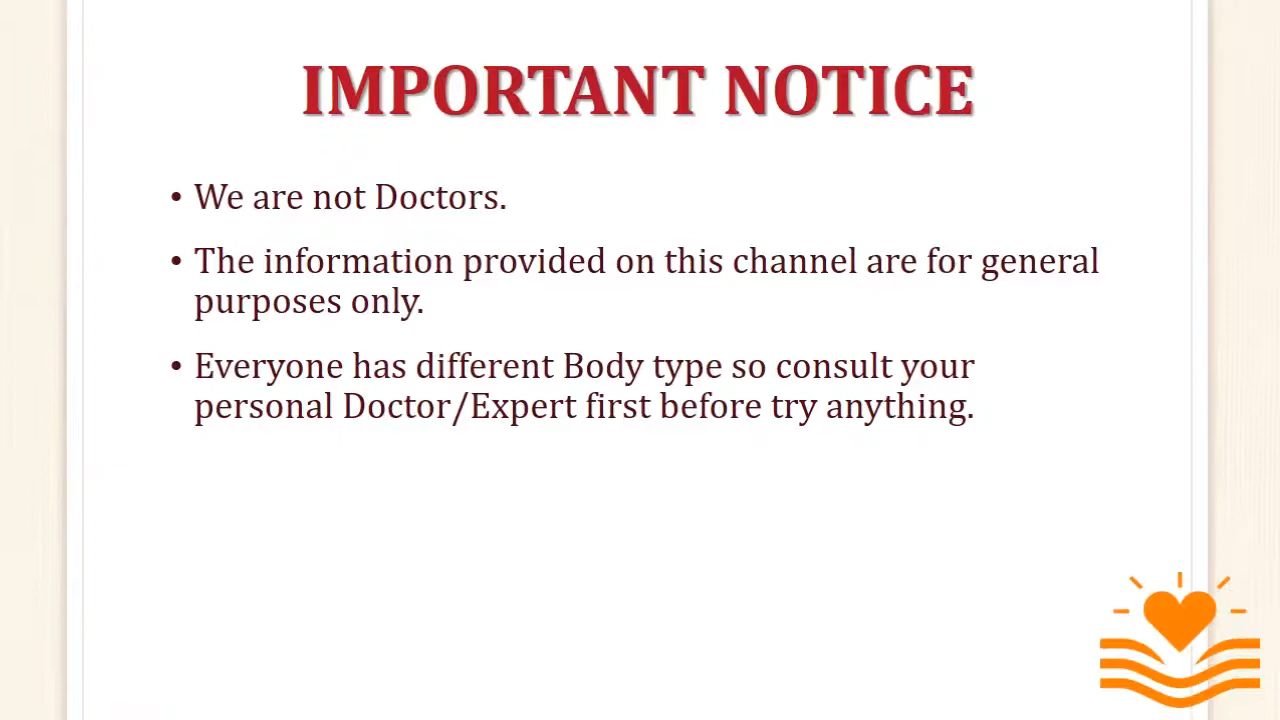 IMPORTANT NOTICE
• We are not Doctors.
• The information provided on this channel are for general
purposes only.
• Everyone has different Body type so consult your
personal Doctor/Expert first before try anything.